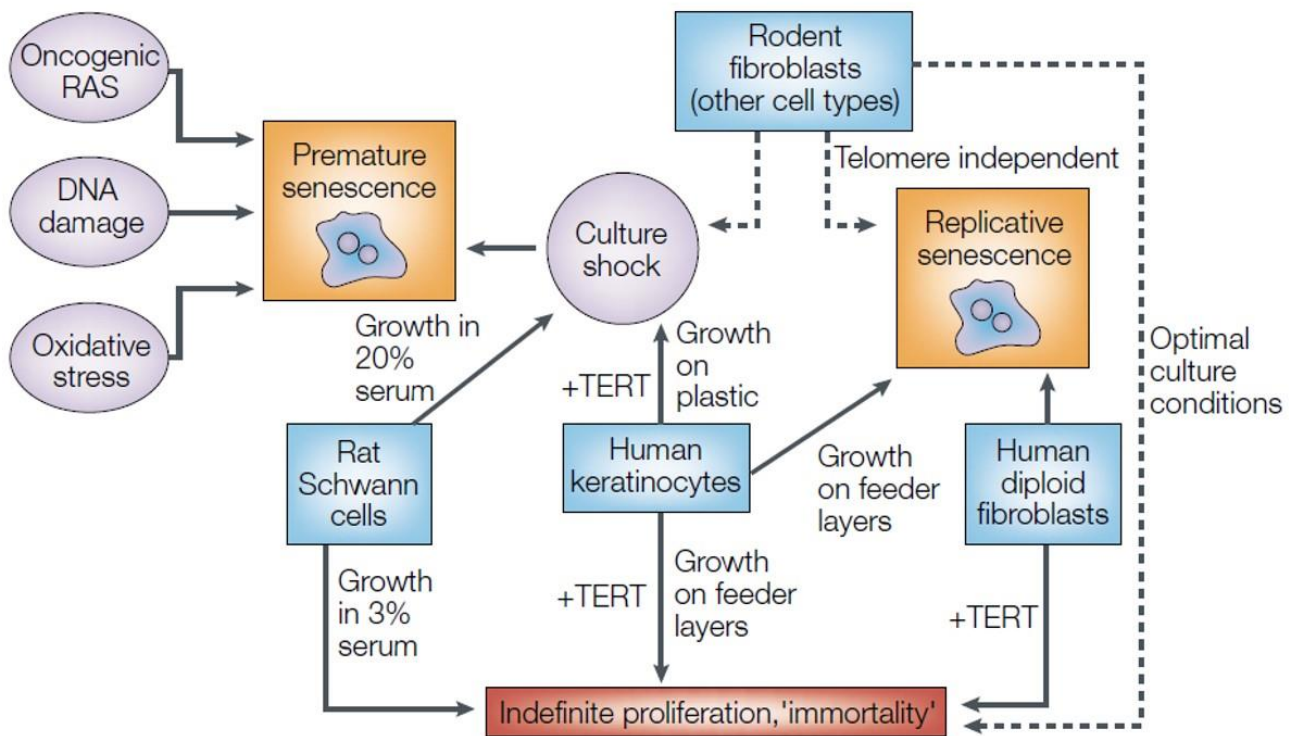 Oncogenic
RAS
DNA
damage
Oxidative
stress
Premature
senescence
Culture
shock
Rodent
fibroblasts
(other cell types)
Telomere independent
Replicative
senescence
Optimal
culture
conditions
Growth in
20%
serum
+TERT
Growth
on
plastic
Growth
on feeder
layers
Rat
Schwann
cells
Human
keratinocytes
Human
diploid
fibroblasts
Growth
in 3%
serum
+TERT
Growth
on feeder
layers
+TERT
Indefinite proliferation,'immortality'